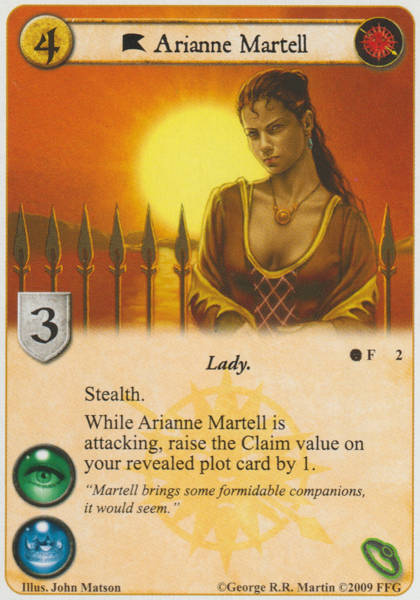 4 Arianne Martell
3
Lady.
F 2
Stealth.
While Arianne Martell is
attacking, raise the Claim value on
your revealed plot card by 1.
“Martell brings some formidable companions,
it would seem.”
Illus. John Matson ©George R.R. Martin ©2009 FFG